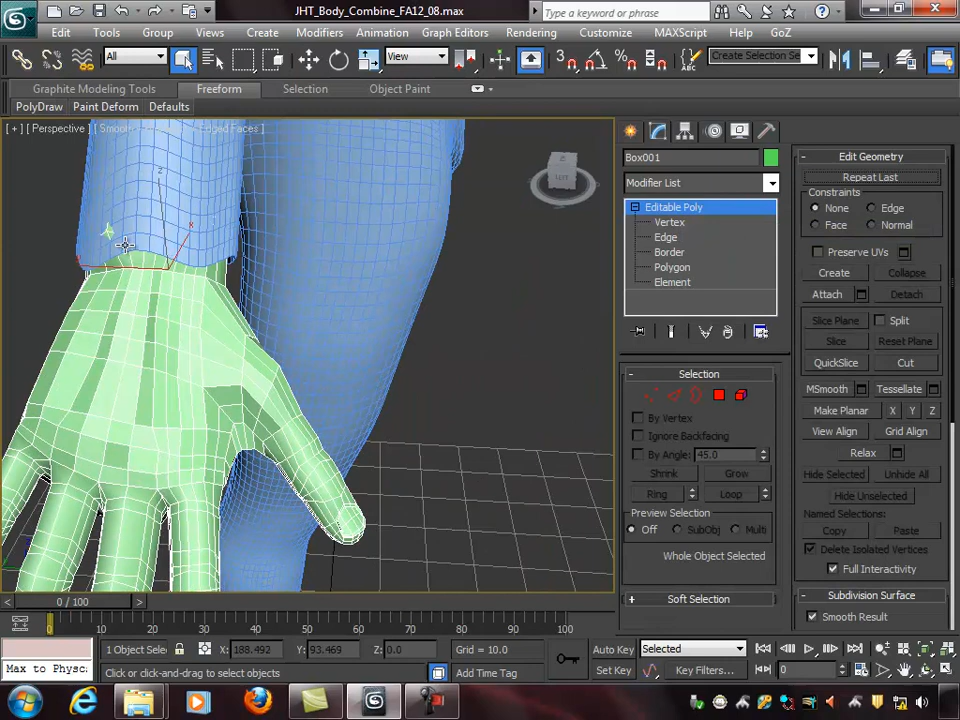 JHT_Body_Combine_FA12_08.max
Type a keyword or phrase
Edit Tools Group Views Create Modifiers Animation Graph Editors Rendering Customize MAXScript Help GoZ
All View 3 Create Selection Se
Graphite Modeling Tools Freeform Selection Object Paint
PolyDraw Paint Deform Defaults
[ + ] [ Perspective ] [ Smooth Edged Faces ]
Box001
Modifier List
Editable Poly
Vertex
Edge
Border
Polygon
Element
Selection
By Vertex
Ignore Backfacing
By Angle: 45.0
Shrink Grow
Ring Loop
Preview Selection
Off SubObj Multi
Whole Object Selected
Soft Selection
Edit Geometry
Repeat Last
Constraints
None Edge
Face Normal
Preserve UVs
Create Collapse
Attach Detach
Slice Plane Split
Slice Reset Plane
QuickSlice Cut
MSmooth Tessellate
Make Planar X Y Z
View Align Grid Align
Relax
Hide Selected Unhide All
Hide Unselected
Named Selections:
Copy Paste
Delete Isolated Vertices
Full Interactivity
Subdivision Surface
Smooth Result
< 0 / 100 >
0 10 20 30 40 50 60 70 80 90 100
1 Object Selec X: 188.492 Y: 93.469 Z: 0.0 Grid = 10.0 Auto Key Selected
Max to Physc Click or click-and-drag to select objects Add Time Tag Set Key Key Filters... 0